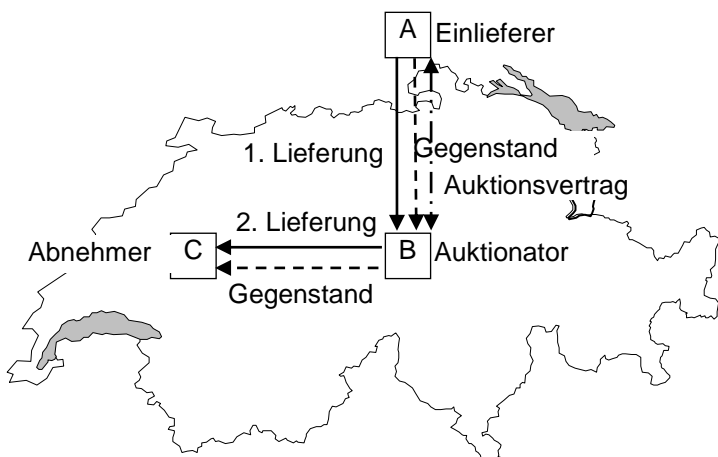 A Einlieferer
1. Lieferung
Gegenstand
Auktionsvertrag
2. Lieferung
Abnehmer C B Auktionator
Gegenstand